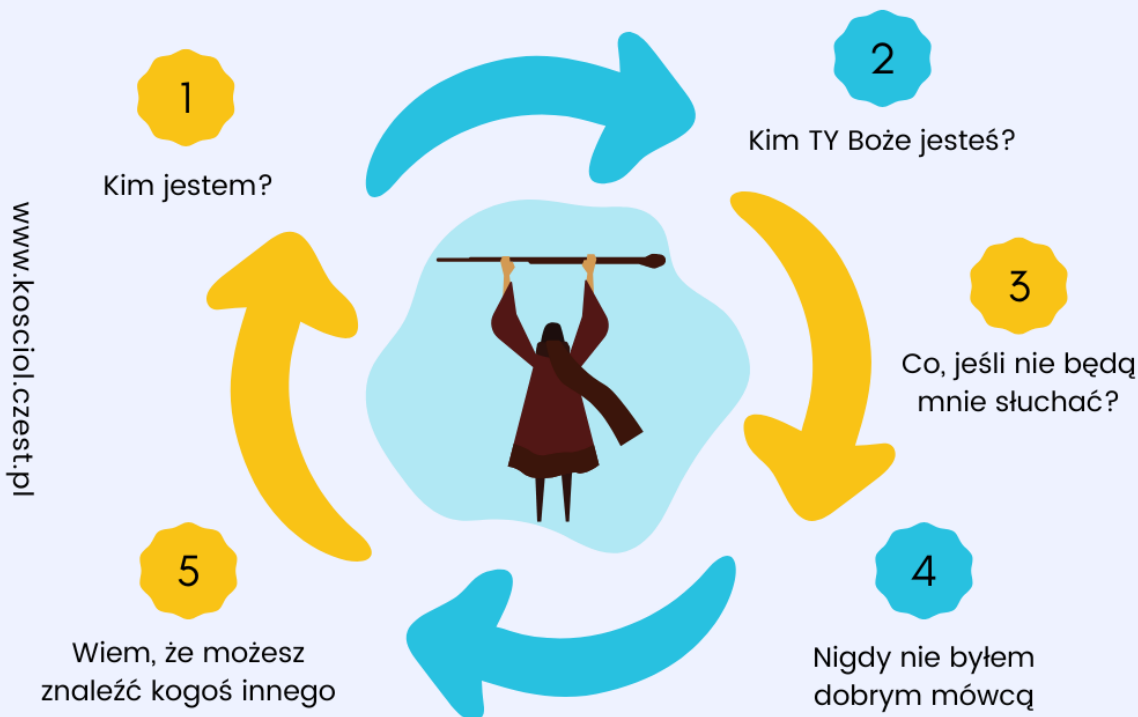 1
Kim jestem?
2
Kim TY Boże jesteś?
3
Co, jeśli nie będą
mnie słuchać?
4
Nigdy nie byłem
dobrym mówcą
5
Wiem, że możesz
znaleźć kogoś innego
www.kosciol.czest.pl